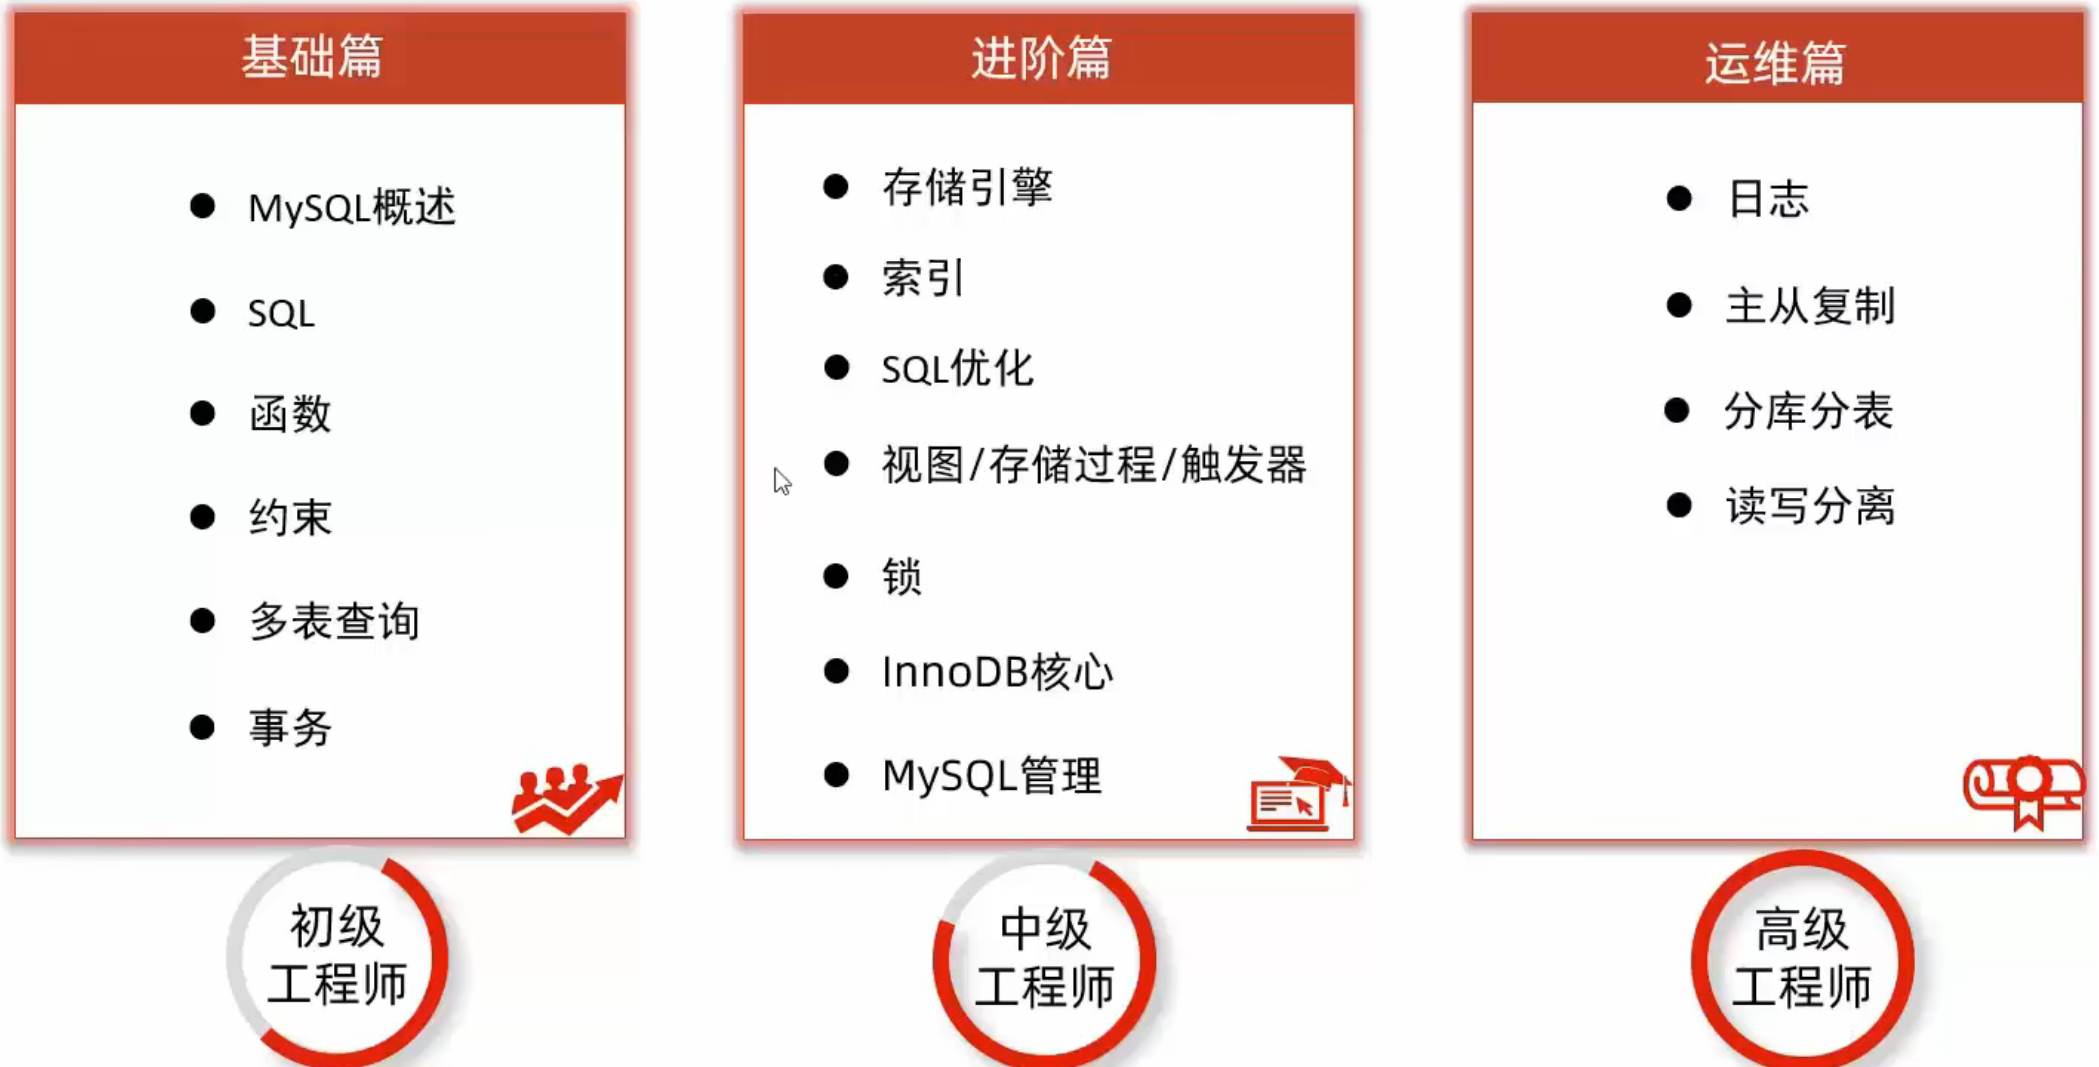 基础篇
MySQL概述
SQL
函数
约束
多表查询
事务
初级
工程师
进阶篇
存储引擎
索引
SQL优化
视图/存储过程/触发器
锁
InnoDB核心
MySQL管理
中级
工程师
运维篇
日志
主从复制
分库分表
读写分离
高级
工程师